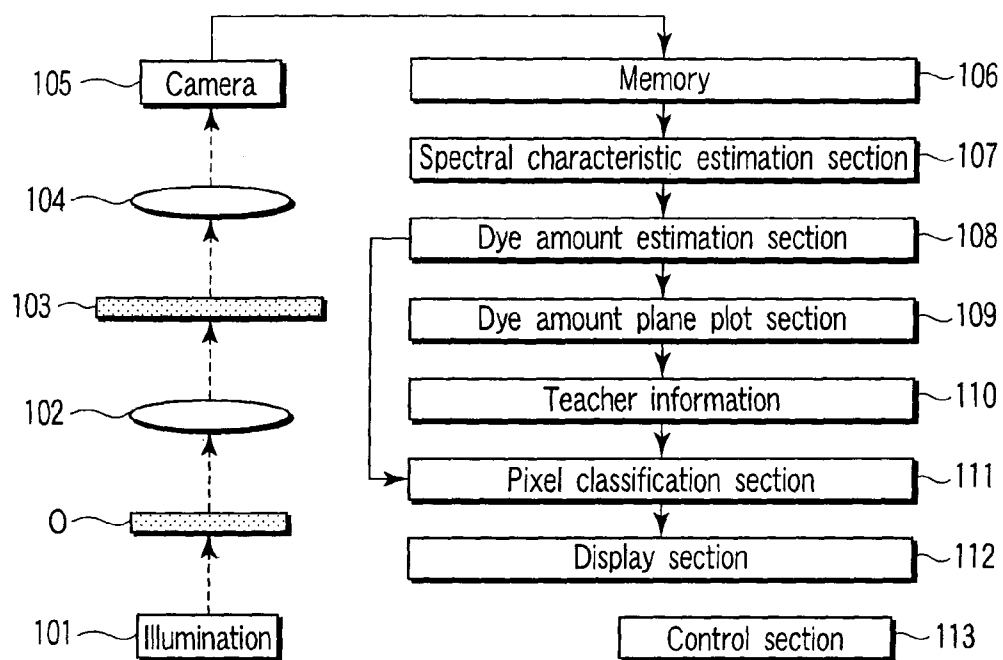 105
Camera
104
103
102
O
101
Illumination
Memory
106
Spectral characteristic estimation section
107
Dye amount estimation section
108
Dye amount plane plot section
109
Teacher information
110
Pixel classification section
111
Display section
112
Control section
113